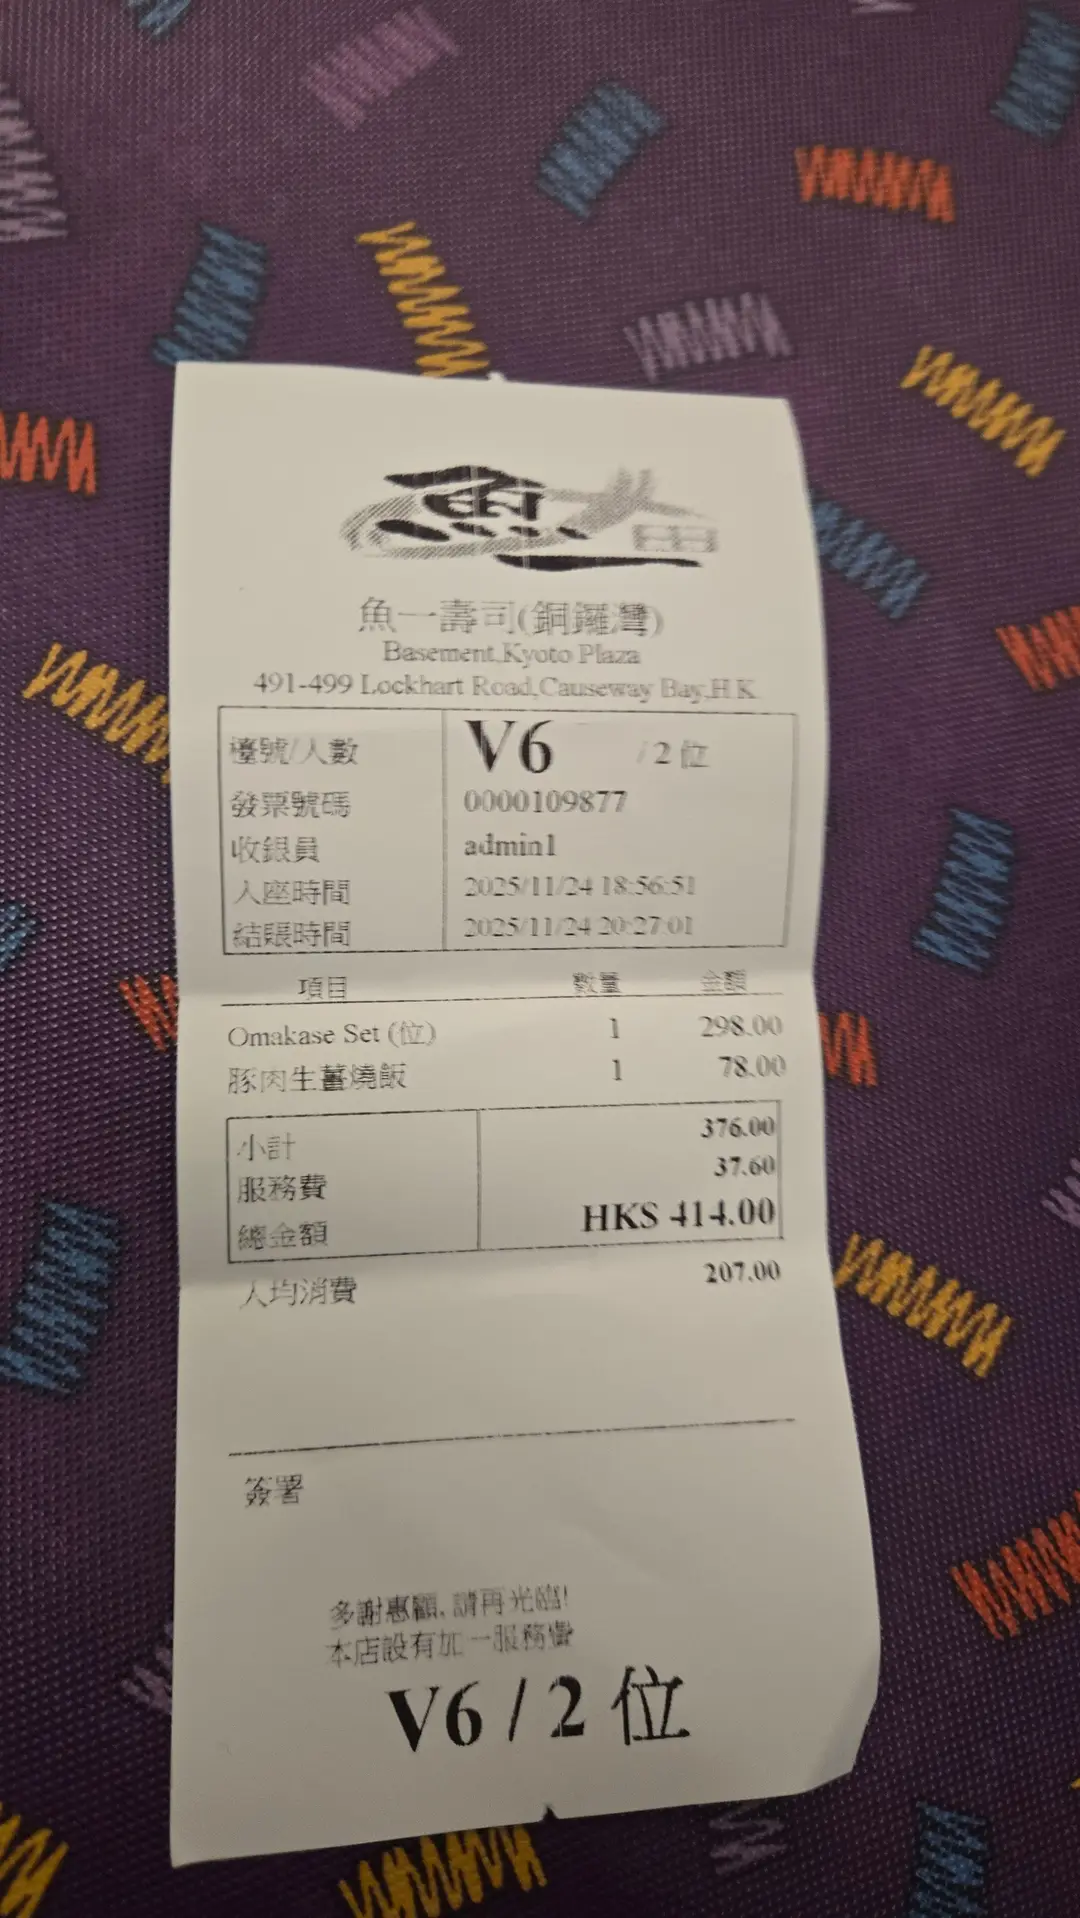 魚一
魚一壽司(銅鑼灣)
Basement,Kyoto Plaza
491-499 Lockhart Road,Causeway Bay,H.K.
檯號/人數 V6 / 2 位
發票號碼 0000109877
收銀員 admin1
入座時間 2025/11/24 18:56:51
結賬時間 2025/11/24 20:27:01
項目 數量 金額
Omakase Set (位) 1 298.00
豚肉生薑燒飯 1 78.00
小計 376.00
服務費 37.60
總金額 HK$ 414.00
人均消費 207.00
簽署
多謝惠顧, 請再光臨!
本店設有加一服務費
V6 / 2 位